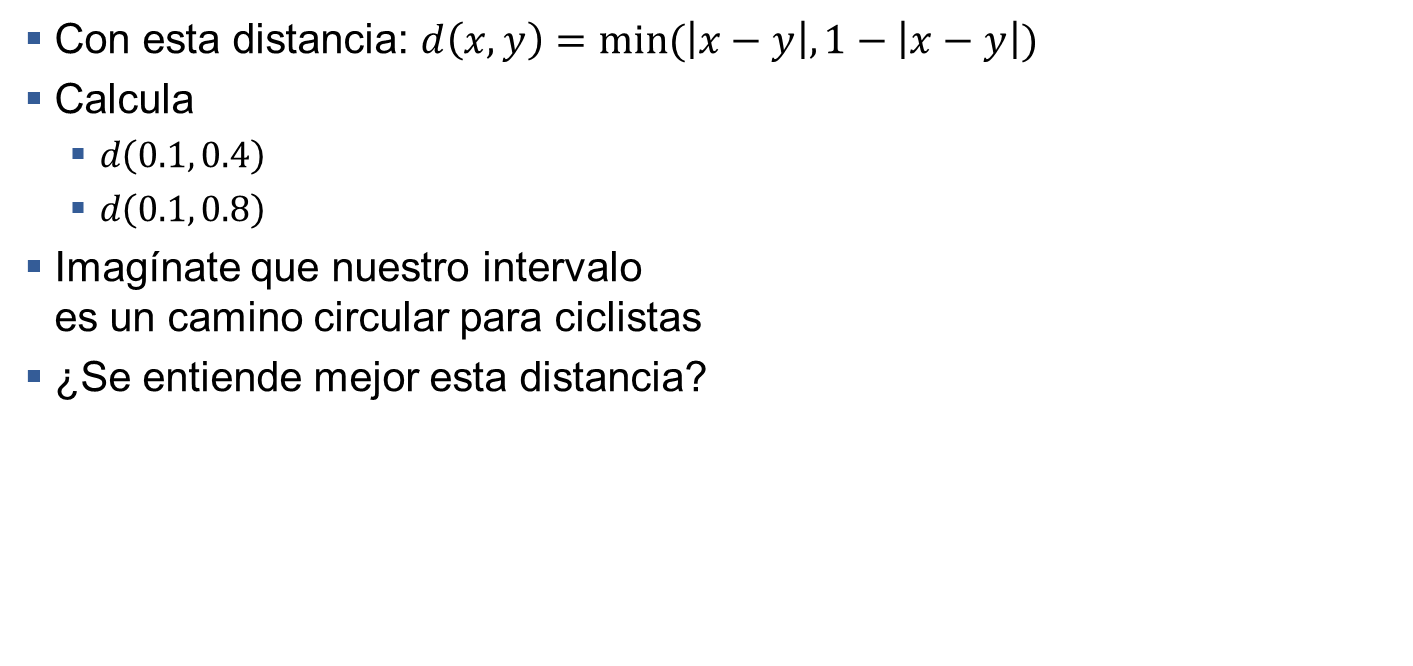 ▪ Con esta distancia: d(x, y) = min(|x − y|, 1 − |x − y|)
▪ Calcula
▪ d(0.1, 0.4)
▪ d(0.1, 0.8)
▪ Imagínate que nuestro intervalo
es un camino circular para ciclistas
▪ ¿Se entiende mejor esta distancia?